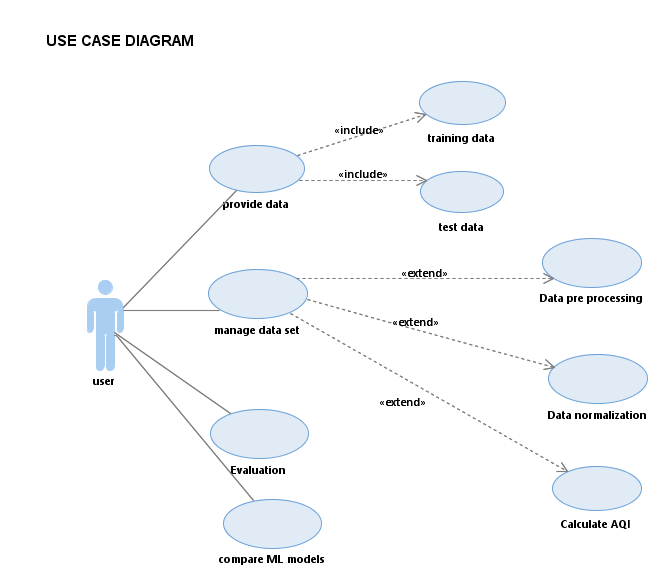 USE CASE DIAGRAM
«include»
training data
«include»
provide data
test data
«extend»
Data pre processing
«extend»
manage data set
user
«extend»
Data normalization
Evaluation
Calculate AQI
compare ML models